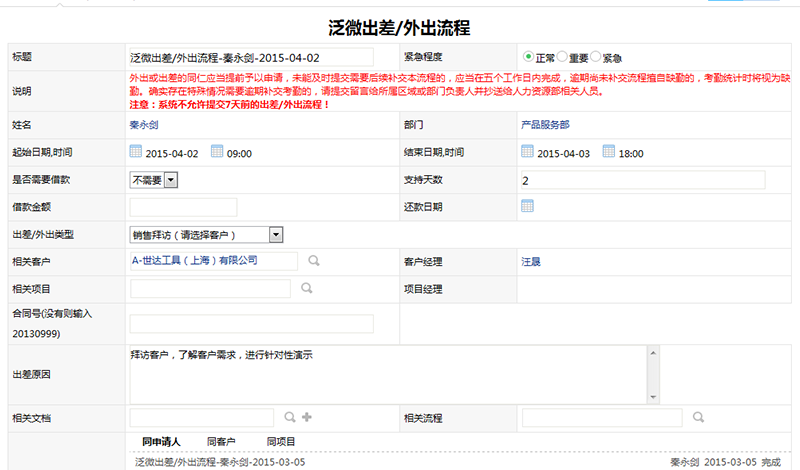 泛微出差/外出流程
标题 泛微出差/外出流程-秦永剑-2015-04-02 紧急程度 正常 重要 紧急
说明 外出或出差的同仁应当提前予以申请，未能及时提交需要后续补交本流程的，应当在五个工作日内完成，逾期尚未补交流程擅自缺勤的，考勤统计时将视为缺
勤。确实存在特殊情况需要逾期补交考勤的，请提交留言给所属区域或部门负责人并抄送给人力资源部相关人员。
注意：系统不允许提交7天前的出差/外出流程！
姓名 秦永剑 部门 产品服务部
起始日期,时间 2015-04-02 09:00 结束日期,时间 2015-04-03 18:00
是否需要借款 不需要 支持天数 2
借款金额 还款日期
出差/外出类型 销售拜访（请选择客户）
相关客户 A-世达工具（上海）有限公司 客户经理 汪晟
相关项目 项目经理
合同号(没有则输入
20130999)
出差原因 拜访客户，了解客户需求，进行针对性演示
相关文档 相关流程
同申请人 同客户 同项目
泛微出差/外出流程-秦永剑-2015-03-05 秦永剑 2015-03-05 完成